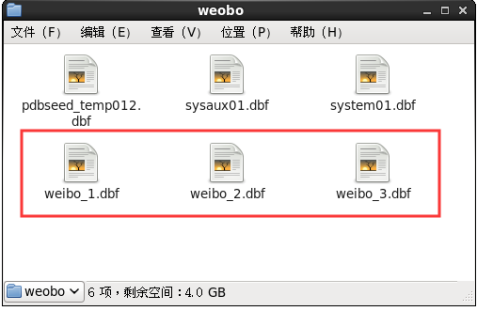 weobo
文件（F） 编辑（E） 查看（V） 位置（P） 帮助（H）
pdbseed_temp012.
dbf
sysaux01.dbf
system01.dbf
weibo_1.dbf
weibo_2.dbf
weibo_3.dbf
weobo 6 项，剩余空间：4.0 GB